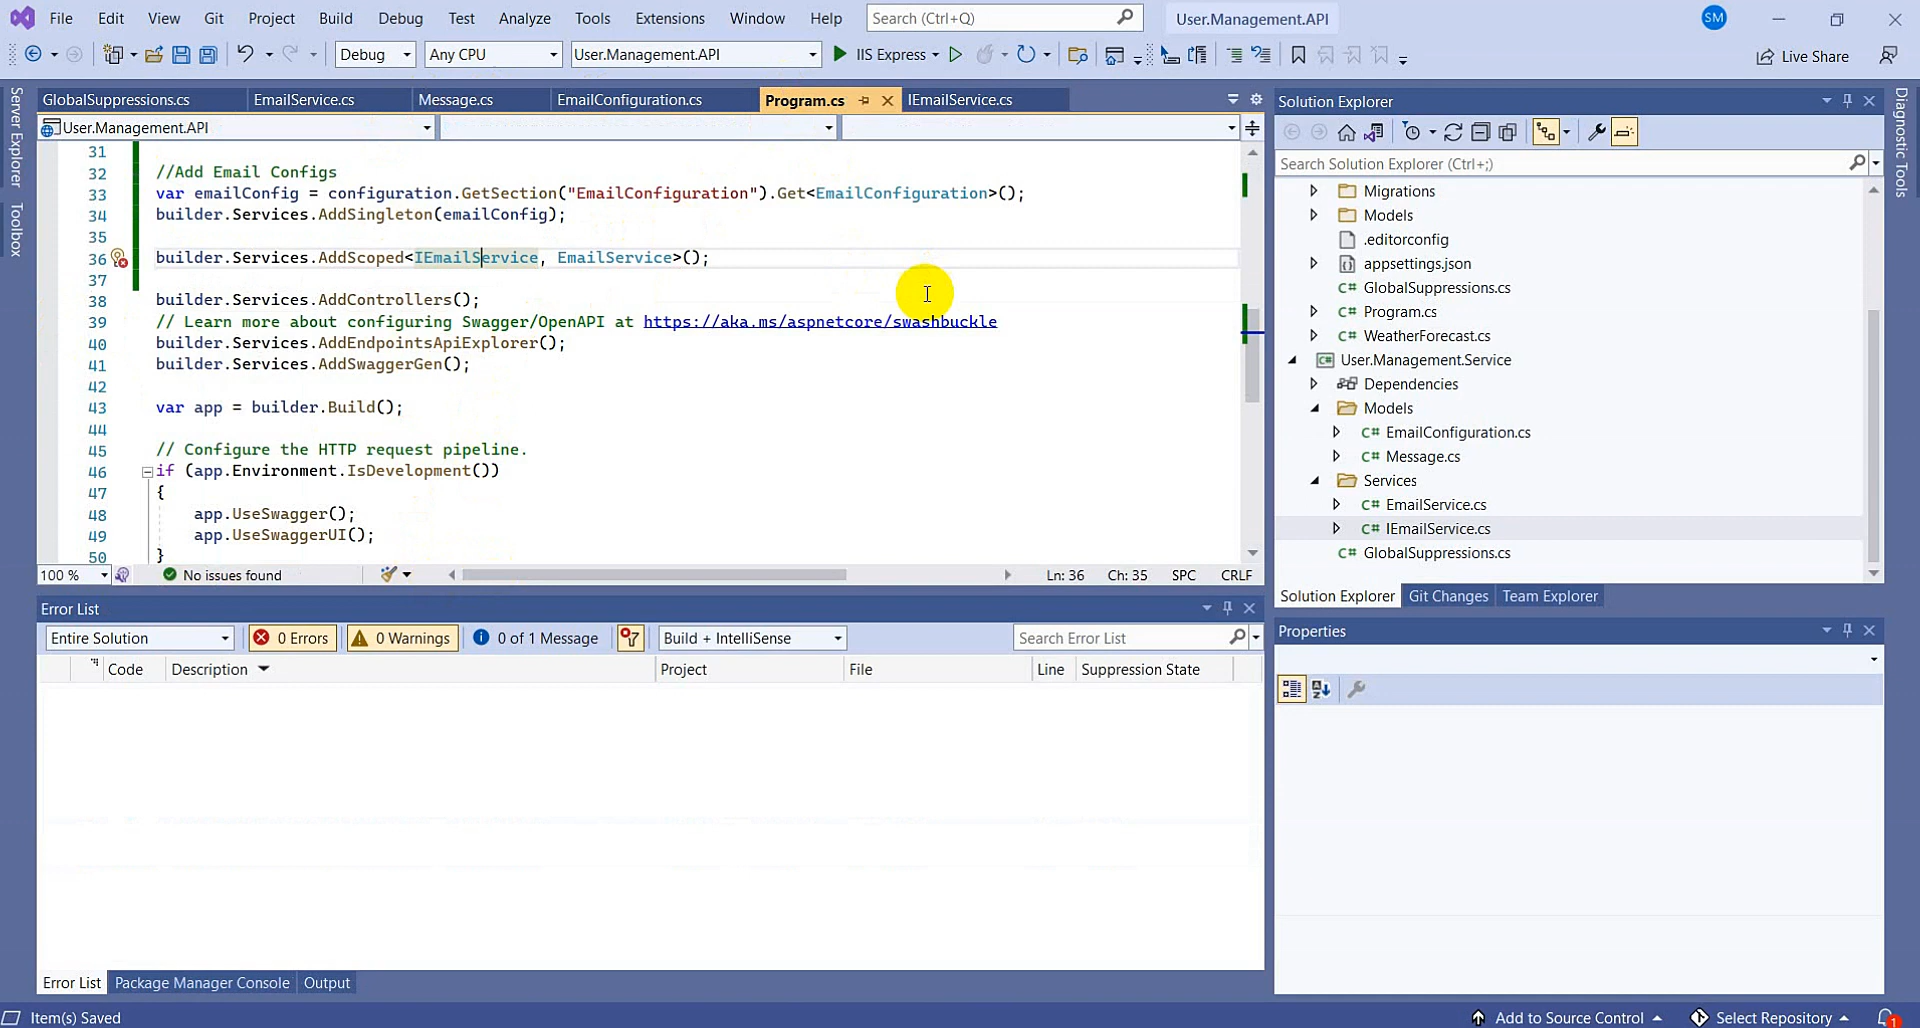 File Edit View Git Project Build Debug Test Analyze Tools Extensions Window Help Search (Ctrl+Q) User.Management.API SM
Debug Any CPU User.Management.API IIS Express Live Share
Server Explorer
Toolbox
GlobalSuppressions.cs EmailService.cs Message.cs EmailConfiguration.cs Program.cs IEmailService.cs
User.Management.API
31
32 //Add Email Configs
33 var emailConfig = configuration.GetSection("EmailConfiguration").Get<EmailConfiguration>();
34 builder.Services.AddSingleton(emailConfig);
35
36 builder.Services.AddScoped<IEmailService, EmailService>();
37
38 builder.Services.AddControllers();
39 // Learn more about configuring Swagger/OpenAPI at https://aka.ms/aspnetcore/swashbuckle
40 builder.Services.AddEndpointsApiExplorer();
41 builder.Services.AddSwaggerGen();
42
43 var app = builder.Build();
44
45 // Configure the HTTP request pipeline.
46 if (app.Environment.IsDevelopment())
47 {
48 app.UseSwagger();
49 app.UseSwaggerUI();
50 }
100 % No issues found Ln: 36 Ch: 35 SPC CRLF
Error List
Entire Solution 0 Errors 0 Warnings 0 of 1 Message Build + IntelliSense Search Error List
Code Description Project File Line Suppression State
Error List Package Manager Console Output
Solution Explorer
Search Solution Explorer (Ctrl+;)
Migrations
Models
.editorconfig
appsettings.json
C# GlobalSuppressions.cs
C# Program.cs
C# WeatherForecast.cs
C# User.Management.Service
Dependencies
Models
C# EmailConfiguration.cs
C# Message.cs
Services
C# EmailService.cs
C# IEmailService.cs
C# GlobalSuppressions.cs
Solution Explorer Git Changes Team Explorer
Properties
Diagnostic Tools
Item(s) Saved Add to Source Control Select Repository 1